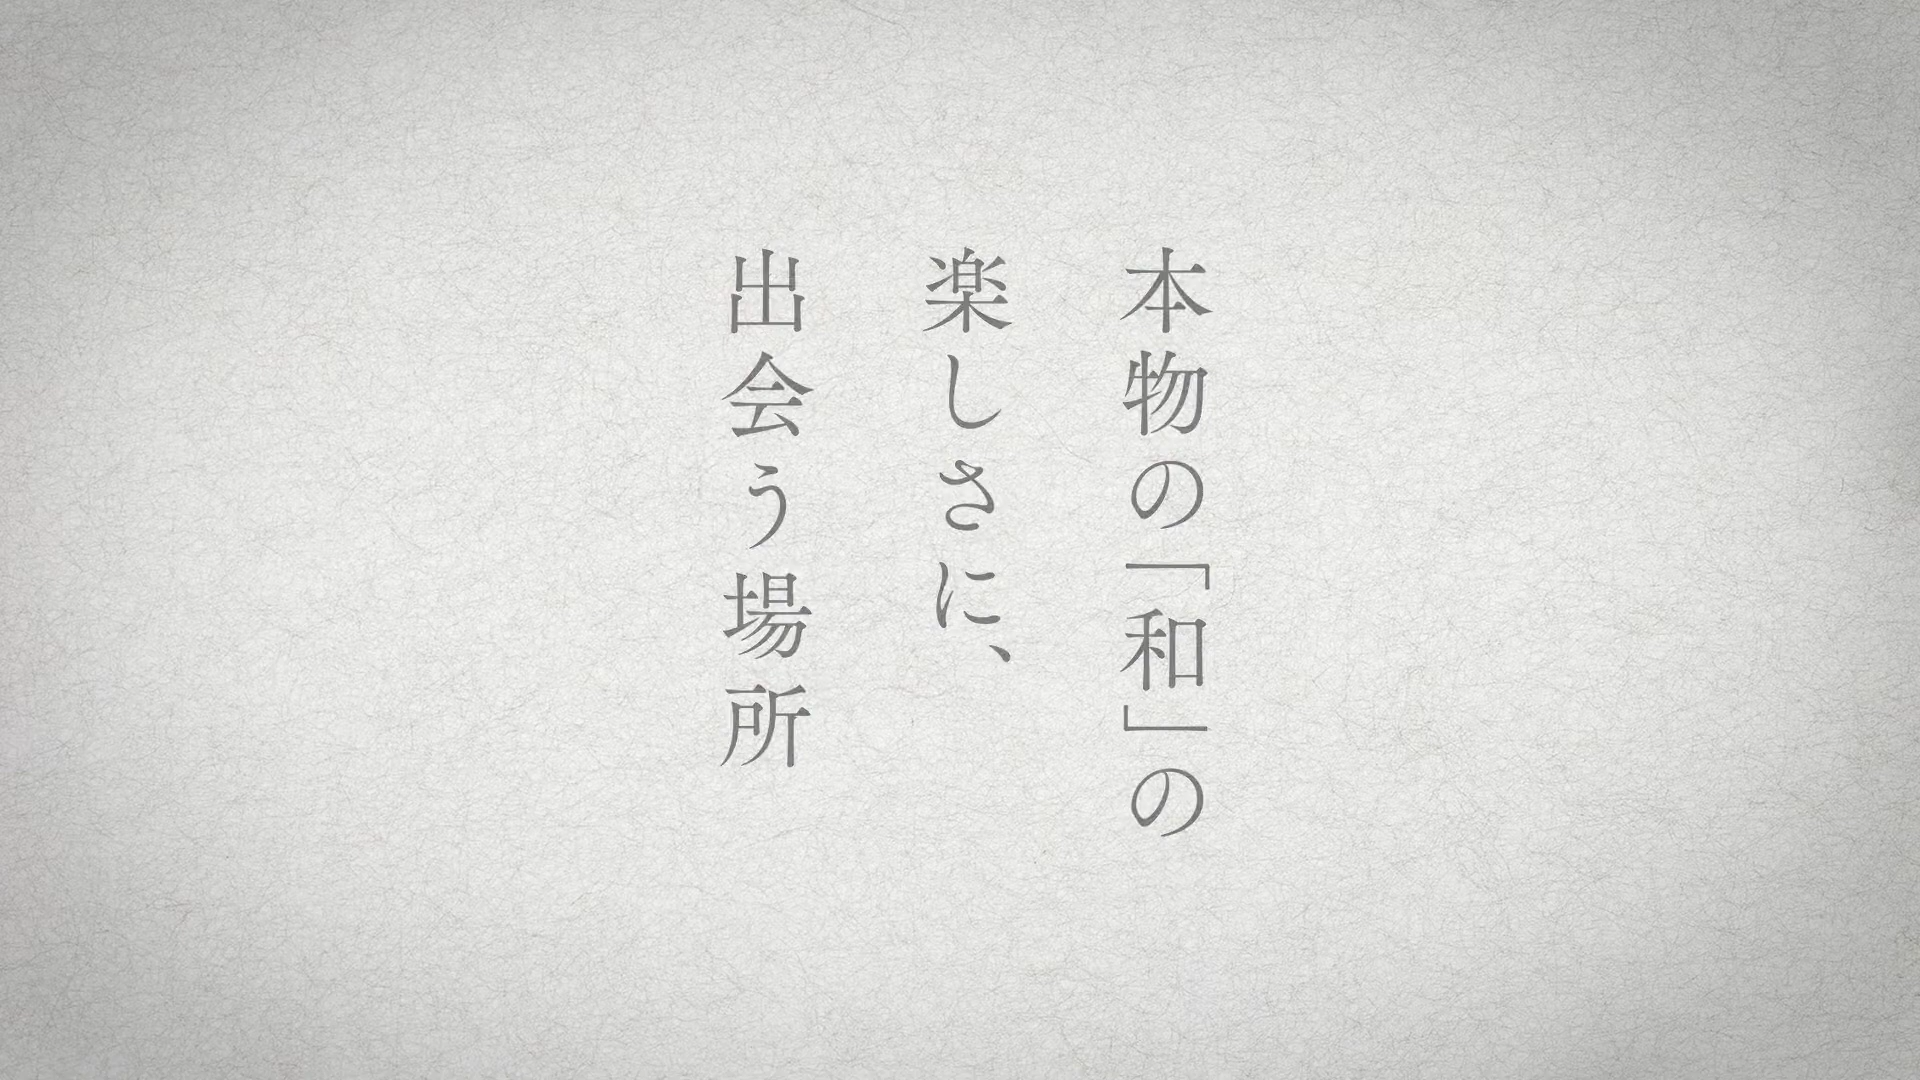 本物の「和」の
楽しさに、
出会う場所